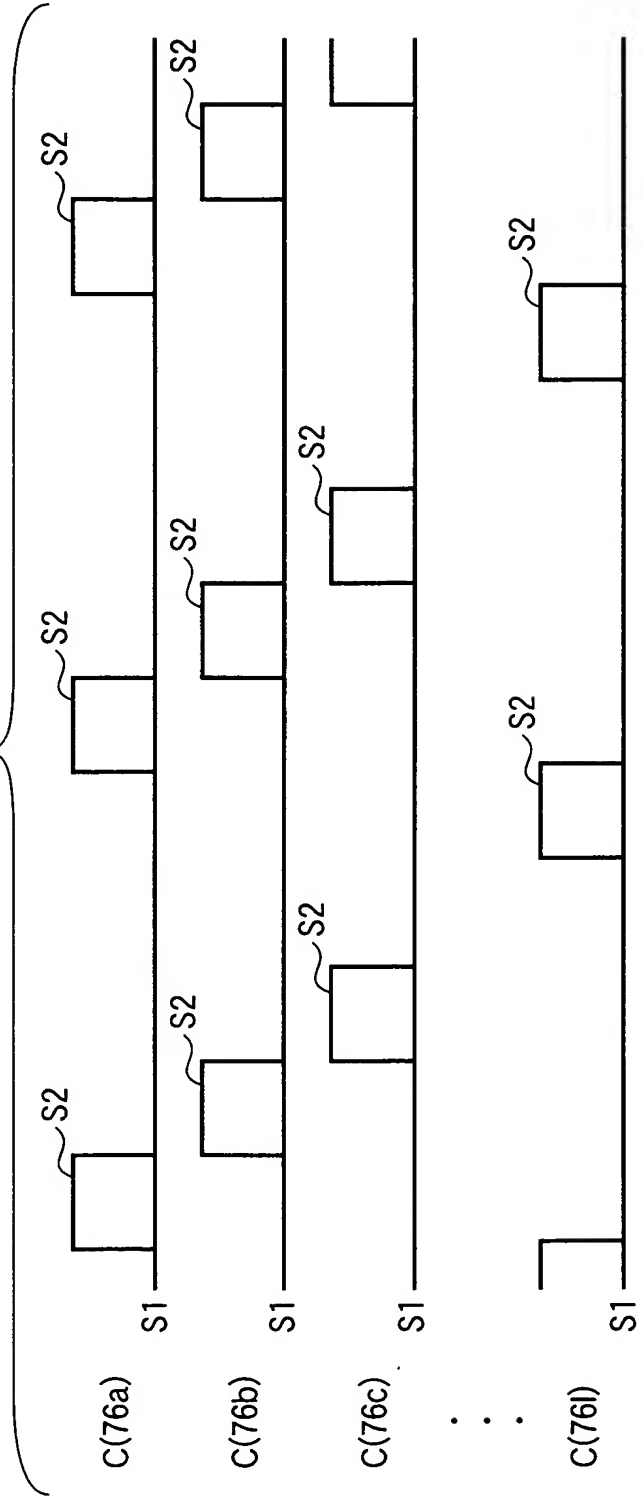 S2 S2 S2
C(76a)
S1
S2 S2 S2
C(76b)
S1
S2 S2
C(76c)
S1
. . .
S2 S2
C(76l)
S1